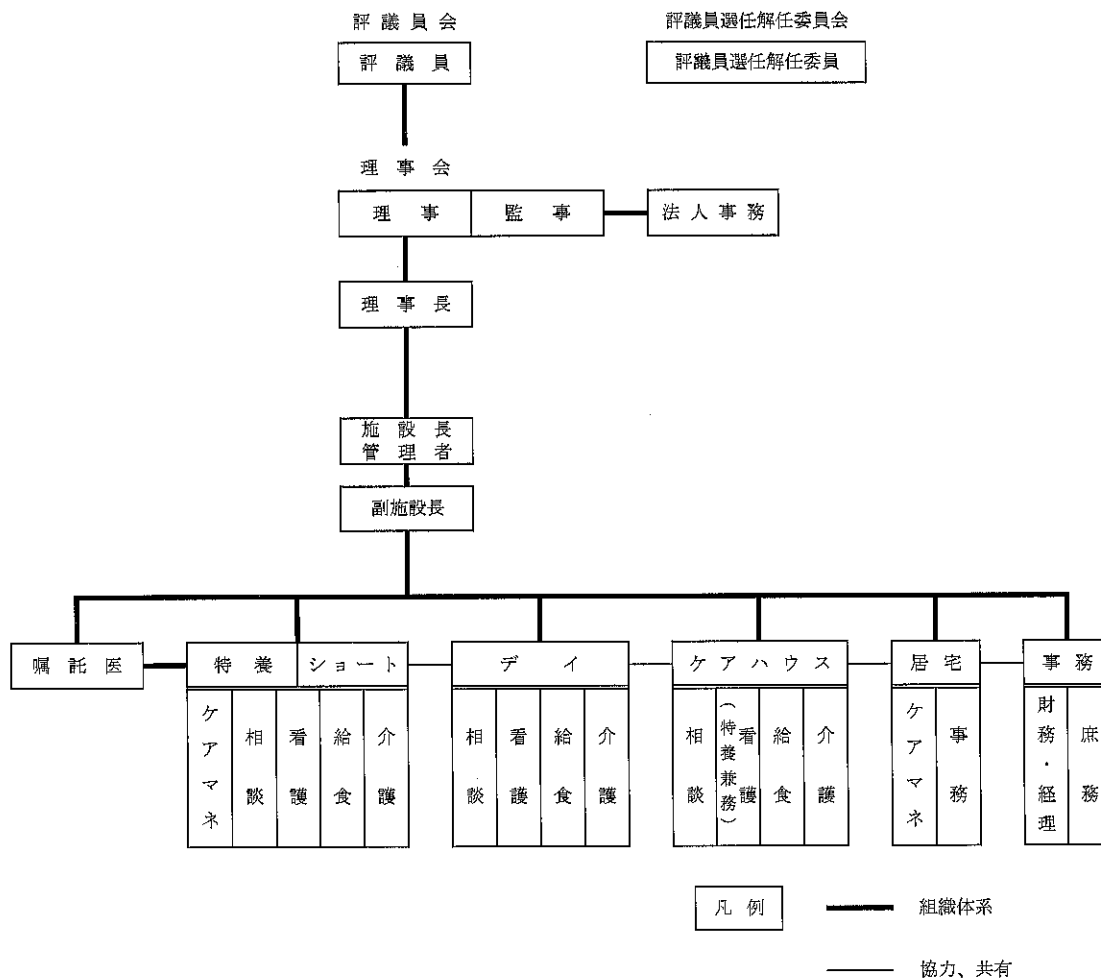 評議員会
評議員選任解任委員会
評議員
評議員選任解任委員
理事会
理事
監事
法人事務
理事長
施設長
管理者
副施設長
嘱託医
特養
ショート
デイ
ケアハウス
居宅
事務
ケアマネ
相談
看護
給食
介護
相談
看護
給食
介護
相談
看護
(特養兼務)
給食
介護
ケアマネ
事務
財務・経理
庶務
凡例
組織体系
協力、共有